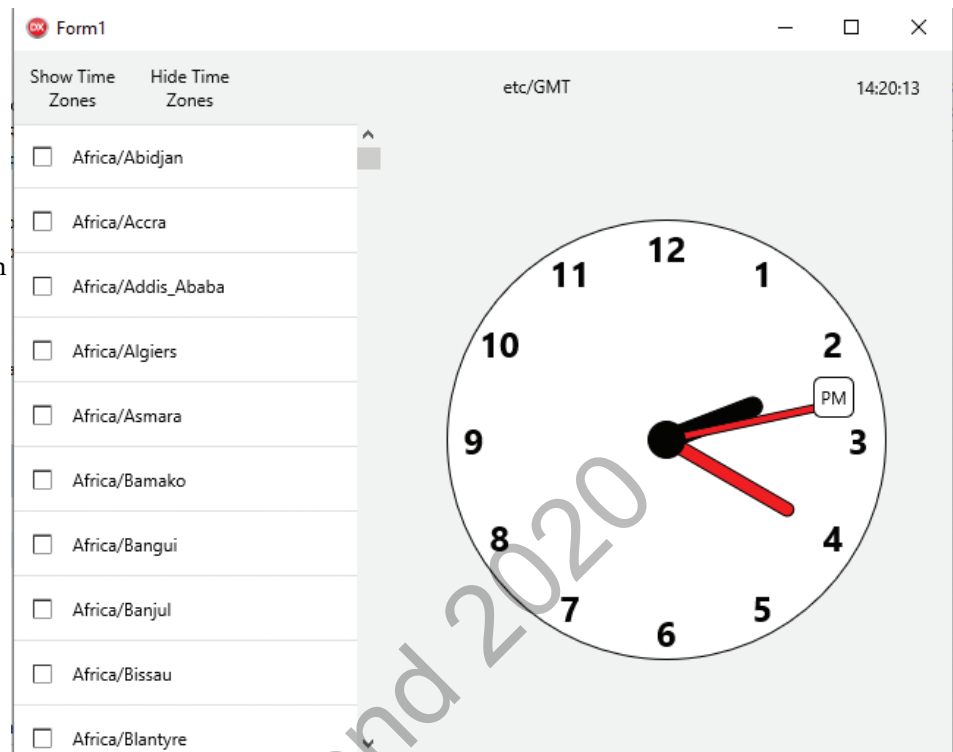 DX Form1
Show Time
Zones
Hide Time
Zones
etc/GMT
14:20:13
Africa/Abidjan
Africa/Accra
Africa/Addis_Ababa
Africa/Algiers
Africa/Asmara
Africa/Bamako
Africa/Bangui
Africa/Banjul
Africa/Bissau
Africa/Blantyre
12
11
1
10
2
PM
9
3
8
4
7
5
6
2020